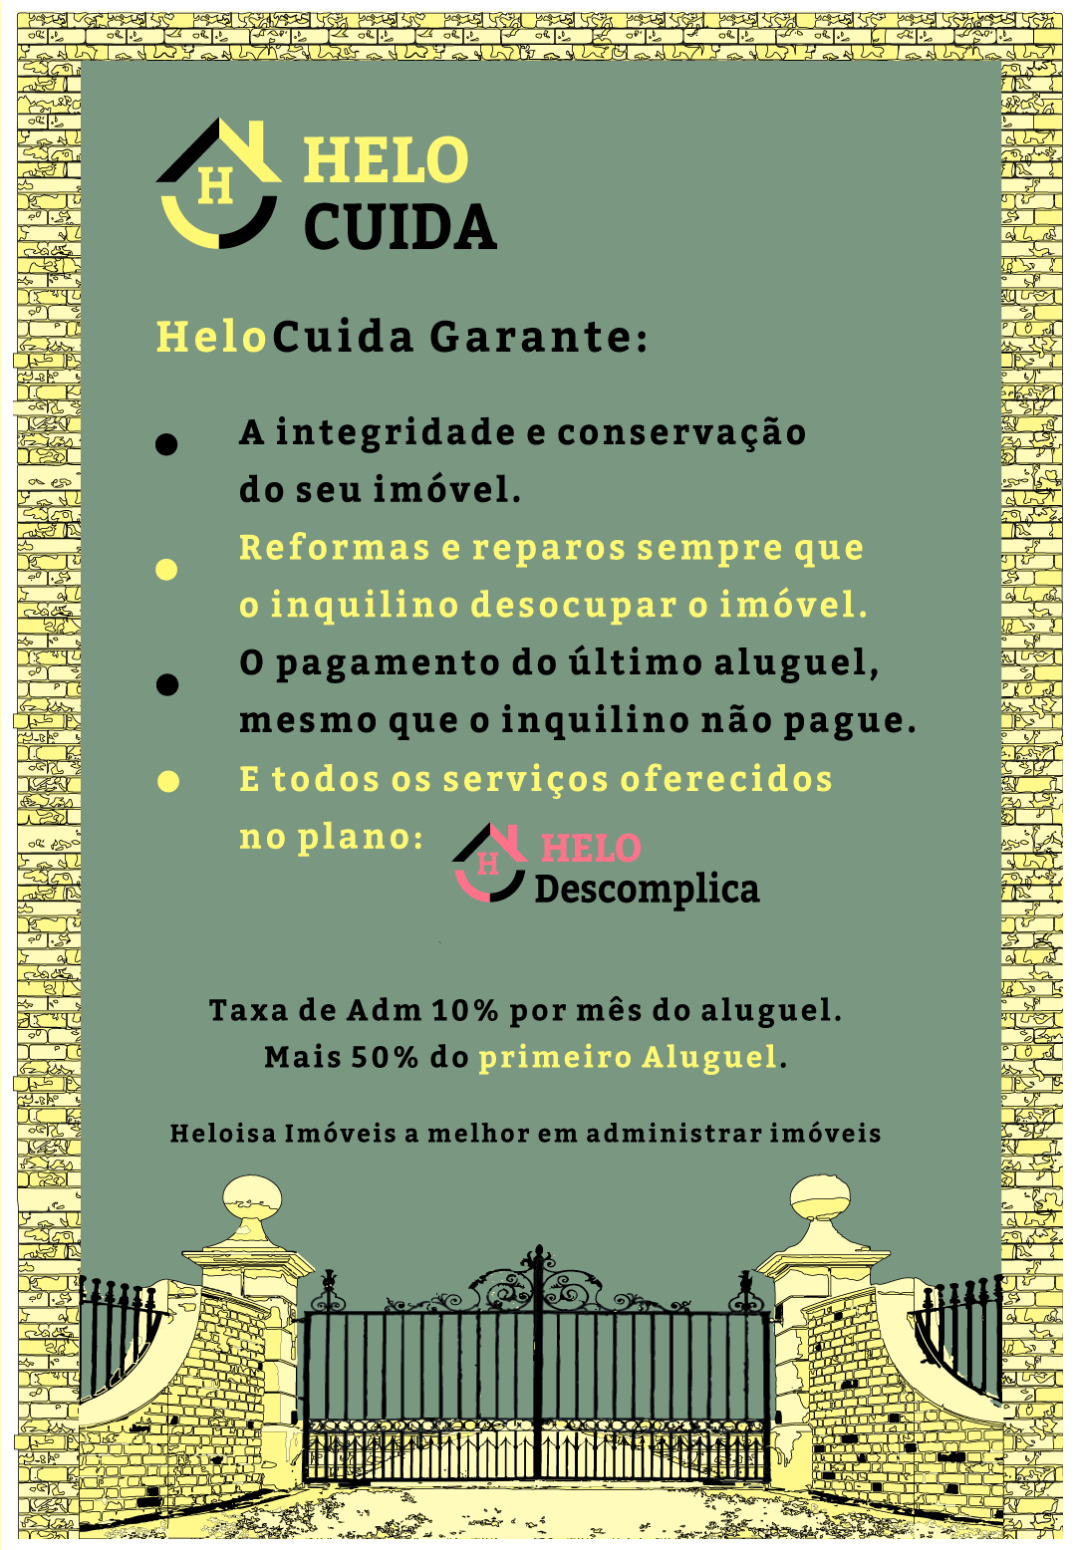 H
HELO
CUIDA
HeloCuida Garante:
A integridade e conservação
do seu imóvel.
Reformas e reparos sempre que
o inquilino desocupar o imóvel.
O pagamento do último aluguel,
mesmo que o inquilino não pague.
E todos os serviços oferecidos
no plano:
H
HELO
Descomplica
Taxa de Adm 10% por mês do aluguel.
Mais 50% do primeiro Aluguel.
Heloisa Imóveis a melhor em administrar imóveis